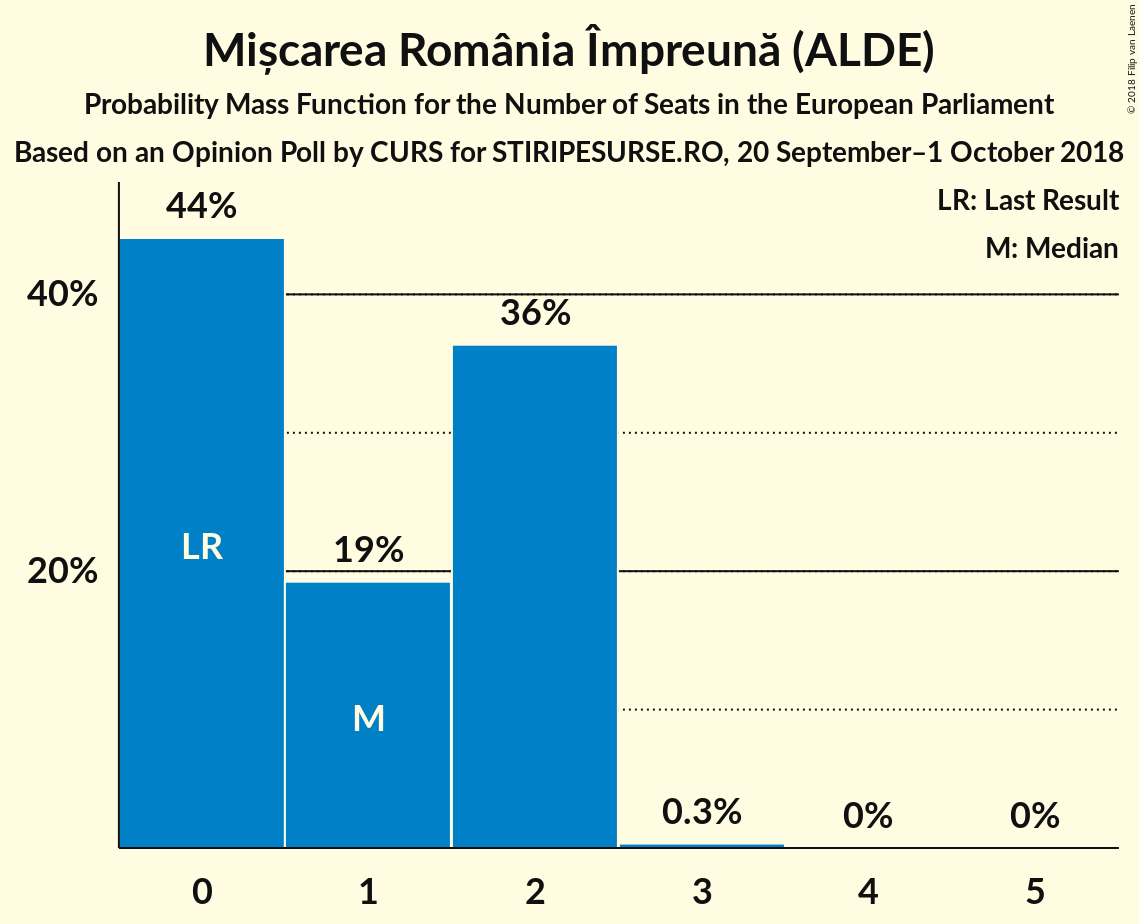 Mișcarea România Împreună (ALDE)
Probability Mass Function for the Number of Seats in the European Parliament
Based on an Opinion Poll by CURS for STIRIPESURSE.RO, 20 September–1 October 2018
© 2018 Filip van Laenen
LR: Last Result
M: Median
44%
40%
36%
LR
19%
20%
M
0.3%
0%
0%
0
1
2
3
4
5